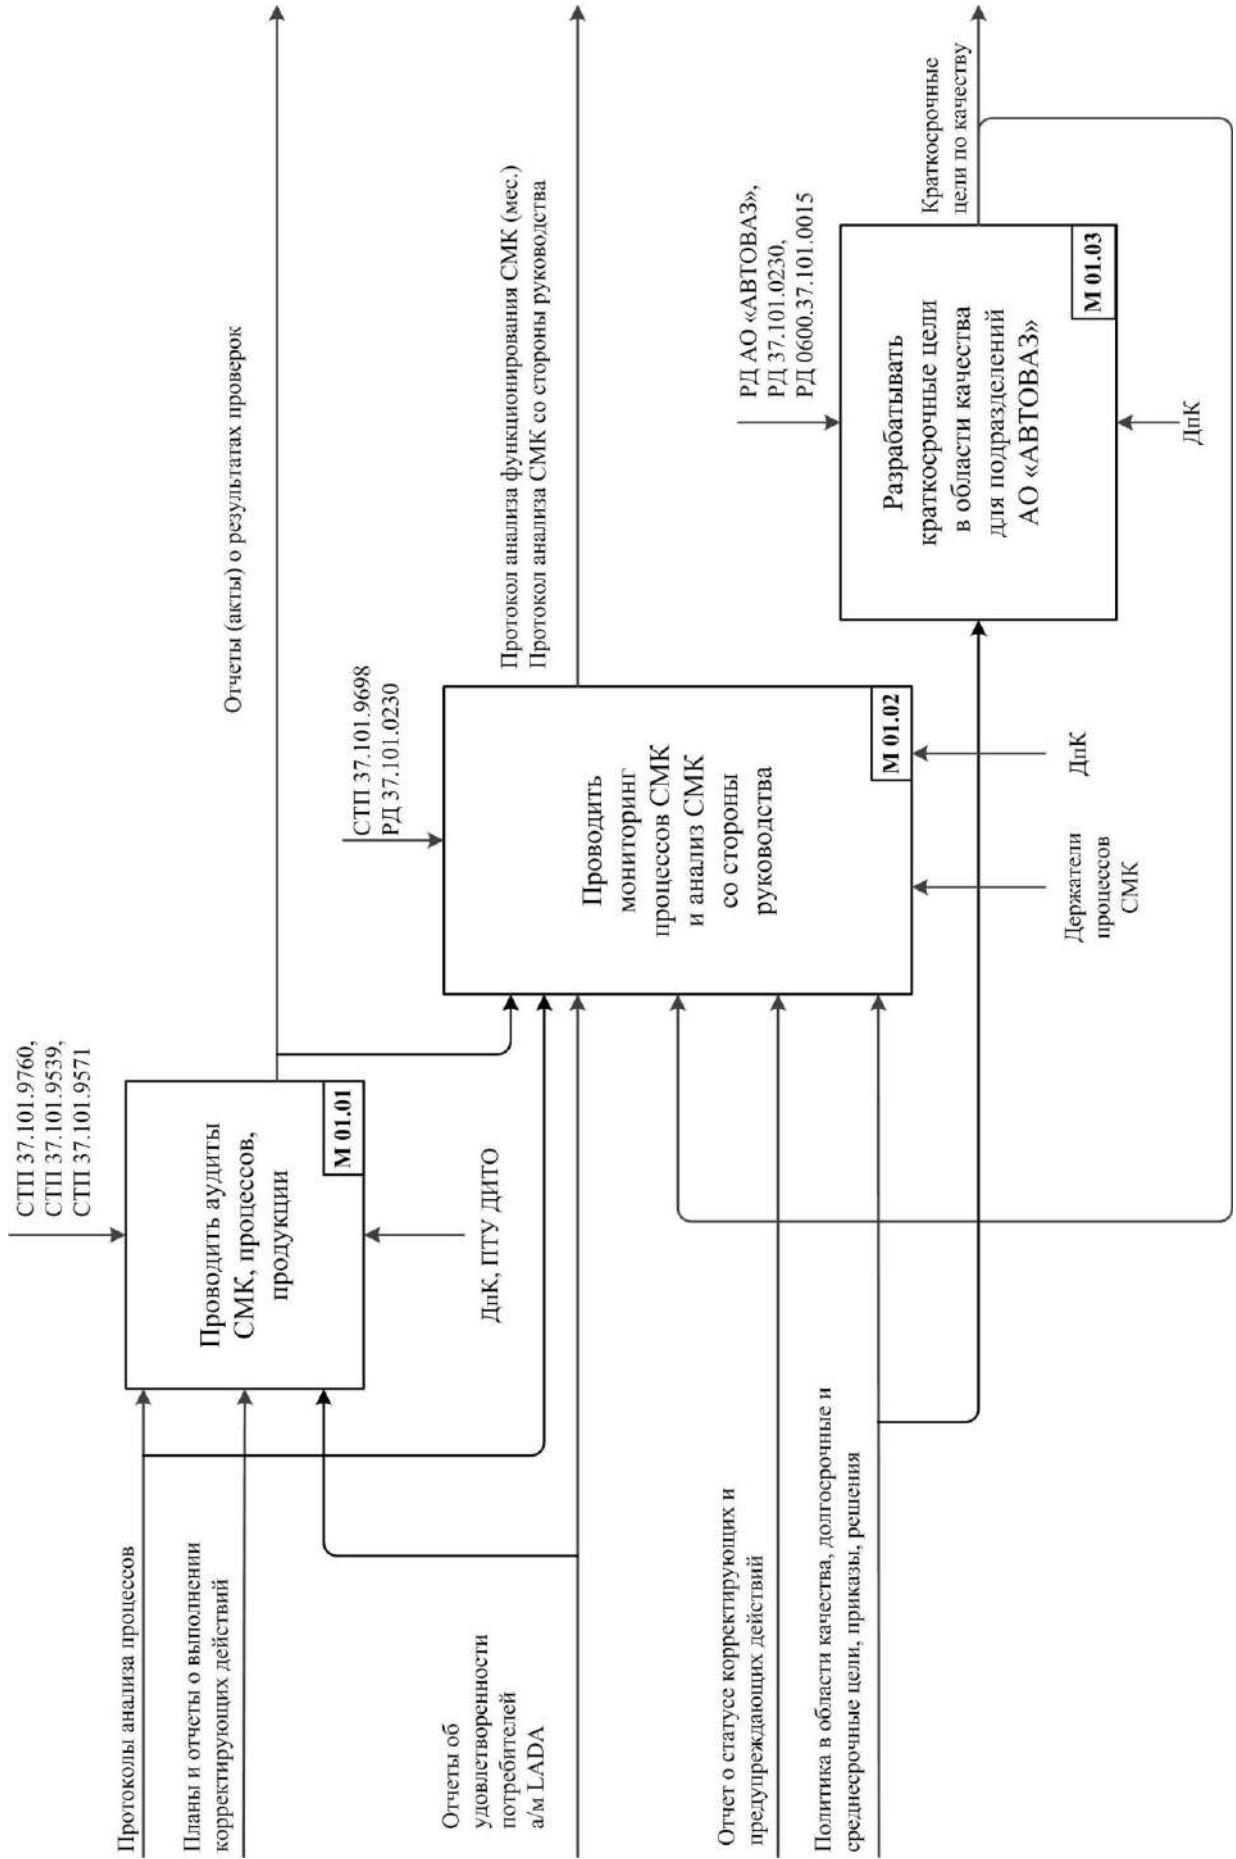 СТП 37.101.9760,
СТП 37.101.9539,
СТП 37.101.9571
Проводить аудиты
СМК, процессов,
продукции
М 01.01
ДпК, ПТУ ДИТО
Отчеты (акты) о результатах проверок
Протоколы анализа процессов
Планы и отчеты о выполнении
корректирующих действий
Отчеты об
удовлетворенности
потребителей
а/м LADA
СТП 37.101.9698
РД 37.101.0230
Проводить
мониторинг
процессов СМК
и анализ СМК
со стороны
руководства
М 01.02
Держатели
процессов
СМК
ДпК
Протокол анализа функционирования СМК (мес.)
Протокол анализа СМК со стороны руководства
Отчет о статусе корректирующих и
предупреждающих действий
Политика в области качества, долгосрочные и
среднесрочные цели, приказы, решения
РД АО «АВТОВАЗ»,
РД 37.101.0230,
РД 0600.37.101.0015
Разрабатывать
краткосрочные цели
в области качества
для подразделений
АО «АВТОВАЗ»
М 01.03
ДпК
Краткосрочные
цели по качеству